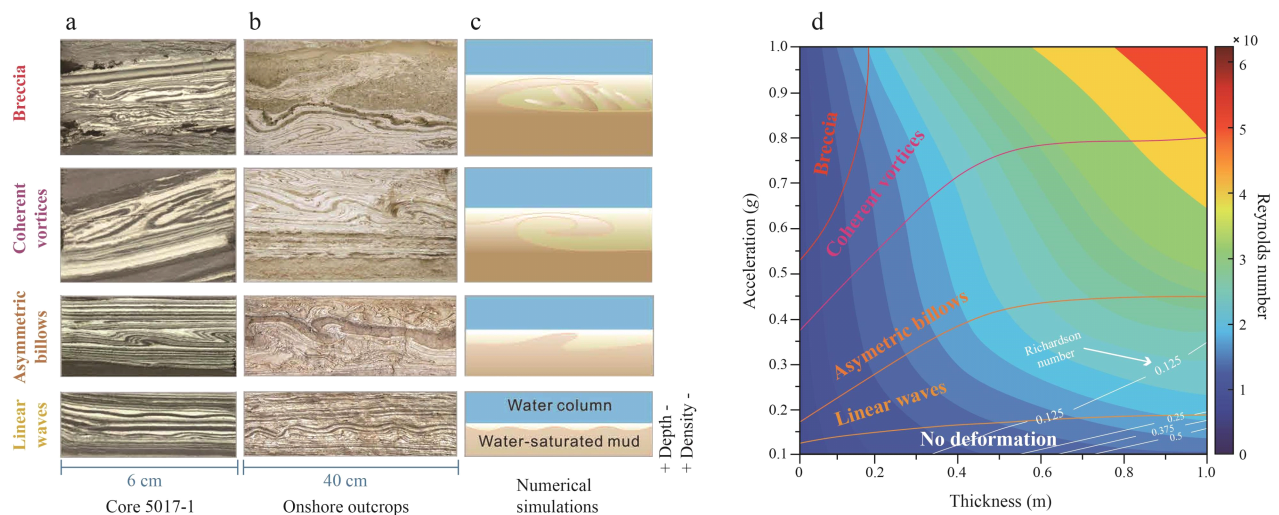 a
b
c
d
Breccia
Coherent
vortices
Asymmetric
billows
Linear
waves
6 cm
Core 5017-1
40 cm
Onshore outcrops
Water column
Water-saturated mud
Numerical
simulations
+ Depth -
+ Density -
Acceleration (g)
1.0
0.9
0.8
0.7
0.6
0.5
0.4
0.3
0.2
0.1
0
0.2
0.4
0.6
0.8
1.0
Thickness (m)
Breccia
Coherent vortices
Asymetric billows
Linear waves
No deformation
Richardson
number
0.125
0.125
0.25
0.375
0.5
× 10
6
5
4
3
2
1
0
Reynolds number